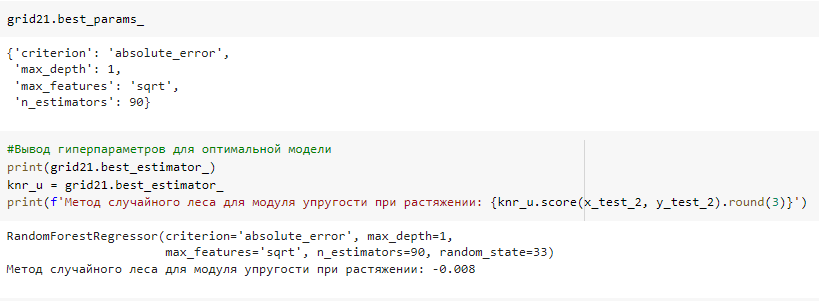 grid21.best_params_
{'criterion': 'absolute_error',
'max_depth': 1,
'max_features': 'sqrt',
'n_estimators': 90}
#Вывод гиперпараметров для оптимальной модели
print(grid21.best_estimator_)
knr_u = grid21.best_estimator_
print(f'Метод случайного леса для модуля упругости при растяжении: {knr_u.score(x_test_2, y_test_2).round(3)}')
RandomForestRegressor(criterion='absolute_error', max_depth=1,
max_features='sqrt', n_estimators=90, random_state=33)
Метод случайного леса для модуля упругости при растяжении: -0.008